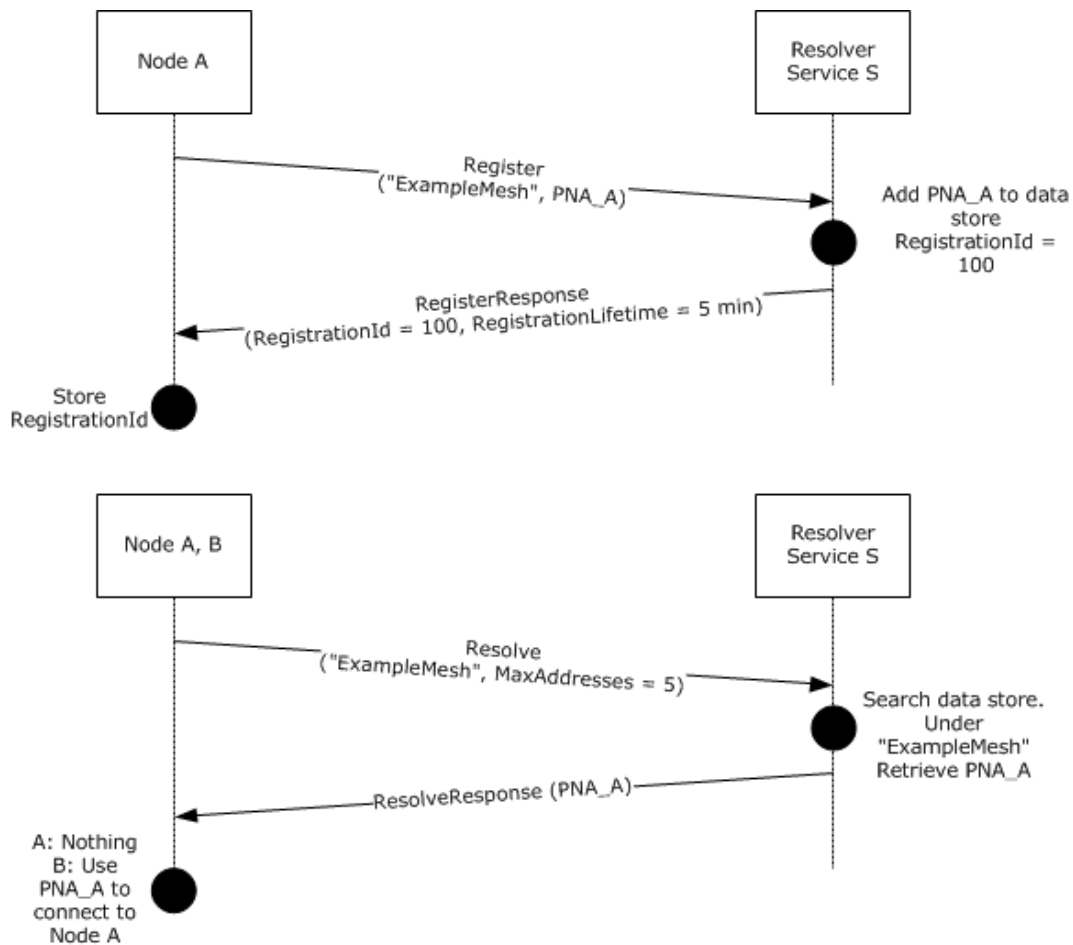 Node A
Resolver
Service S
Register
("ExampleMesh", PNA_A)
Add PNA_A to data
store
RegistrationId =
100
RegisterResponse
(RegistrationId = 100, RegistrationLifetime = 5 min)
Store
RegistrationId
Node A, B
Resolver
Service S
Resolve
("ExampleMesh", MaxAddresses = 5)
Search data store.
Under
"ExampleMesh"
Retrieve PNA_A
ResolveResponse (PNA_A)
A: Nothing
B: Use
PNA_A to
connect to
Node A